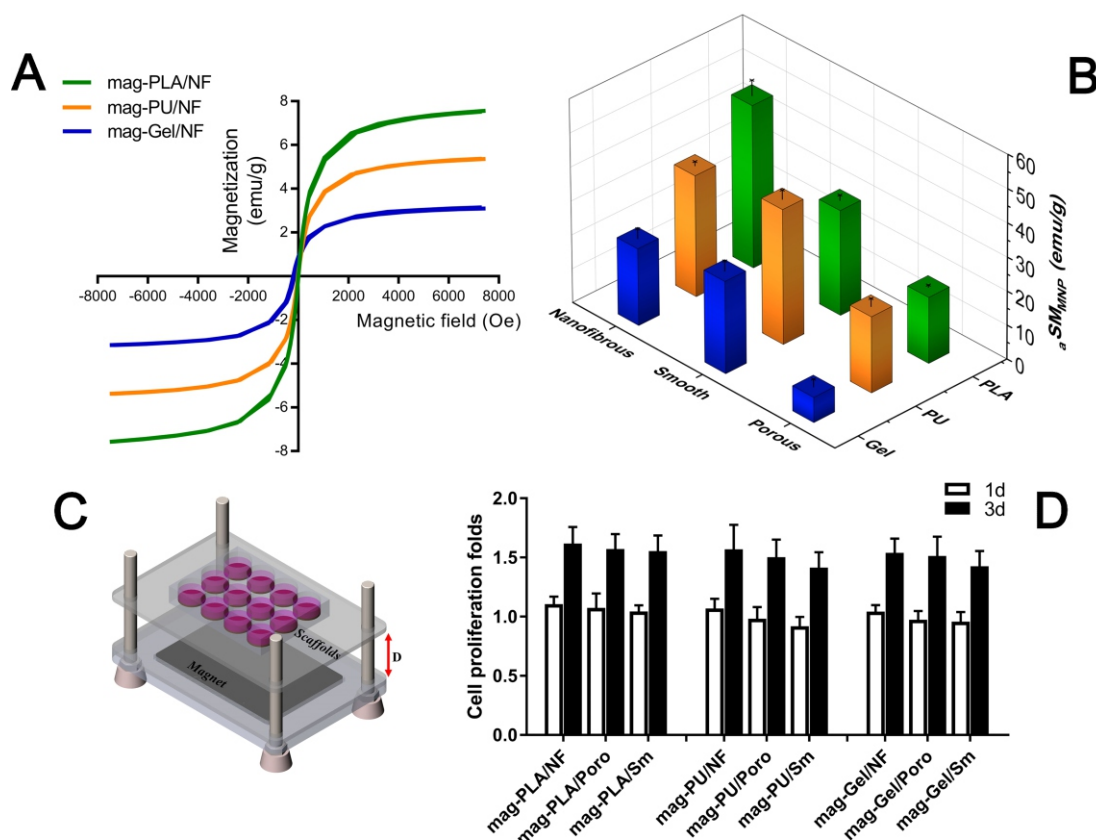 A
mag-PLA/NF
mag-PU/NF
mag-Gel/NF
Magnetization
(emu/g)
8
6
4
2
-8000 -6000 -4000 -2000 0 2000 4000 6000 8000
Magnetic field (Oe)
-2
-4
-6
-8
B
60
50
40
30
20
10
0
a SM MNP (emu/g)
Nanofibrous
Smooth
Porous
PLA
PU
Gel
C
Scaffolds
Magnet
D
D
1d
3d
Cell proliferation folds
2.0
1.5
1.0
0.5
0.0
mag-PLA/NF
mag-PLA/Poro
mag-PLA/Sm
mag-PU/NF
mag-PU/Poro
mag-PU/Sm
mag-Gel/NF
mag-Gel/Poro
mag-Gel/Sm